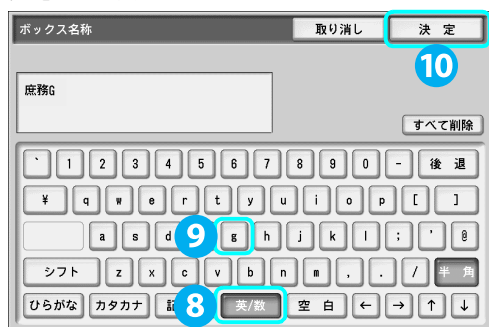 ボックス名称 取り消し 決 定
10
庶務G
すべて削除
` 1 2 3 4 5 6 7 8 9 0 - 後 退
¥ q w e r t y u i o p [ ]
a s d 9 g h j k l ; ' @
シフト z x c v b n m , . / 半 角
ひらがな カタカナ 8 英/数 空 白 ← → ↑ ↓